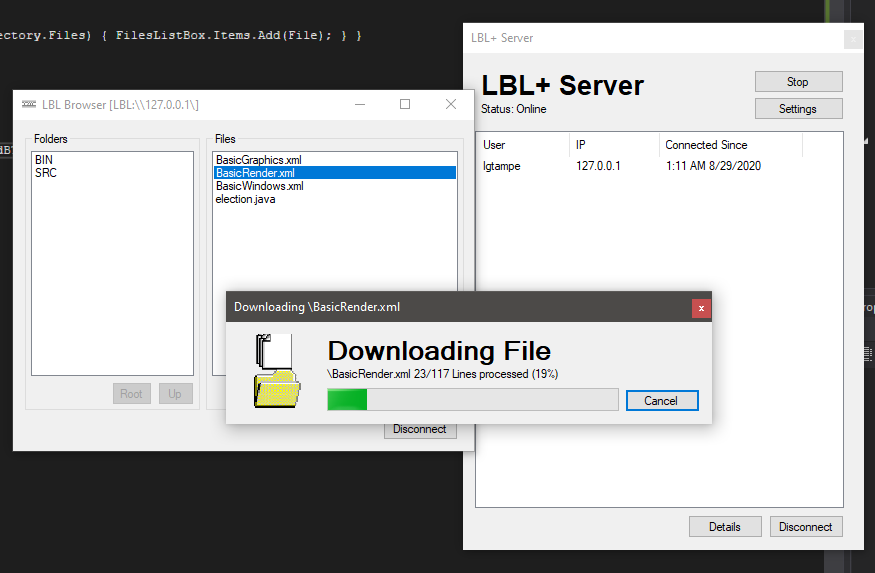 ectory.Files) { FilesListBox.Items.Add(File); } }
LBL+ Server
LBL+ Server
Status: Online
Stop
Settings
User IP Connected Since
lgtampe 127.0.0.1 1:11 AM 8/29/2020
Details
Disconnect
LBL Browser [LBL:\\127.0.0.1\]
Folders
BIN
SRC
Root
Up
Files
BasicGraphics.xml
BasicRender.xml
BasicWindows.xml
election.java
Disconnect
Downloading \BasicRender.xml
x
Downloading File
\BasicRender.xml 23/117 Lines processed (19%)
Cancel